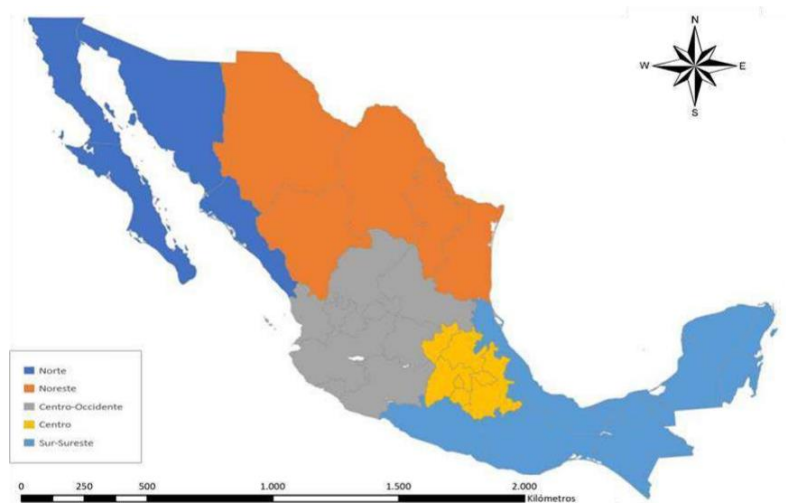 N
W E
S
Norte
Noreste
Centro-Occidente
Centro
Sur-Sureste
0 250 500 1.000 1.500 2.000
Kilómetros